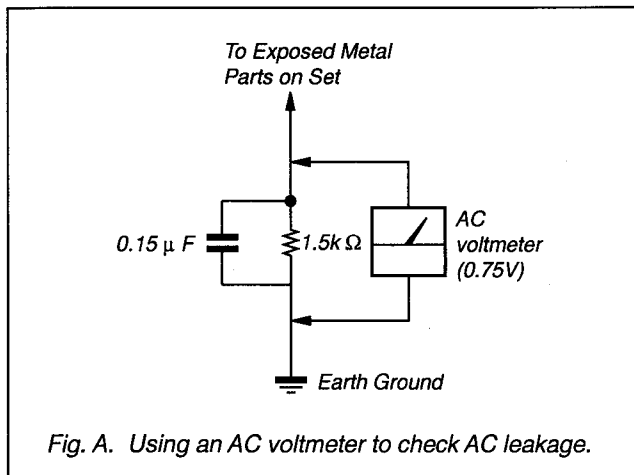 To Exposed Metal
Parts on Set
0.15 μ F
1.5k Ω
AC
voltmeter
(0.75V)
Earth Ground
Fig. A. Using an AC voltmeter to check AC leakage.